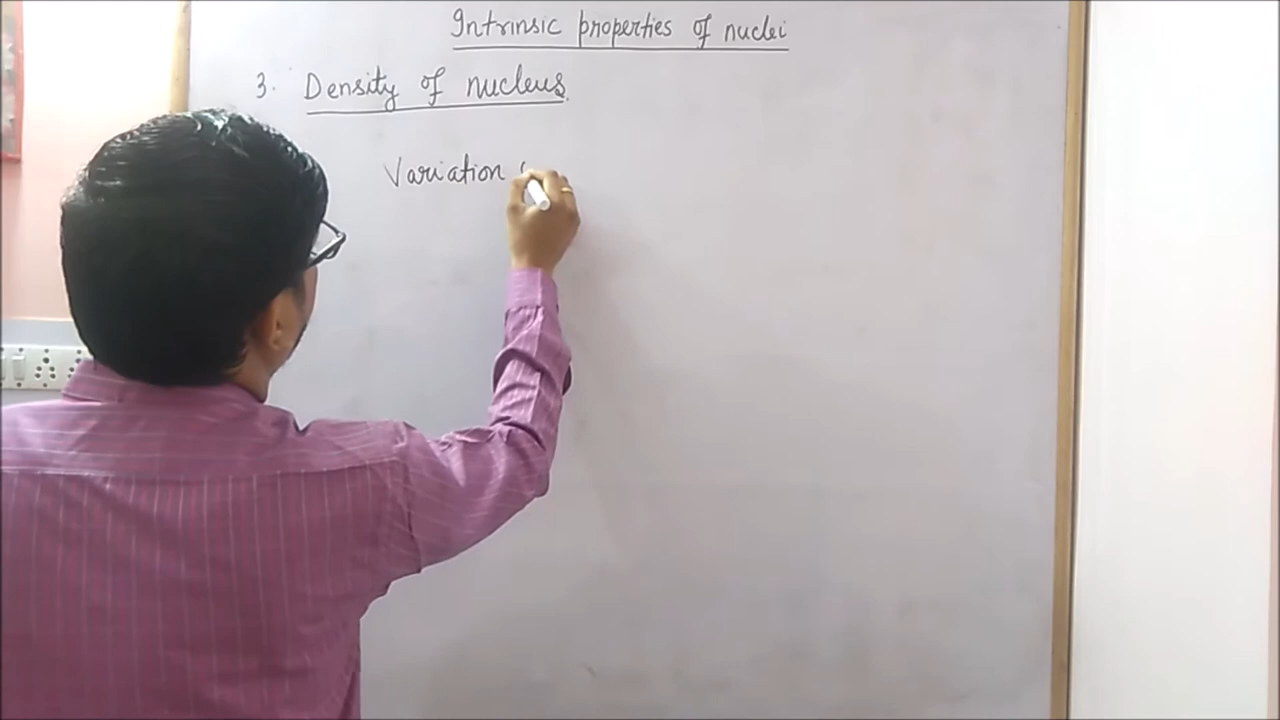 Intrinsic properties of nuclei
3. Density of nucleus
Variation